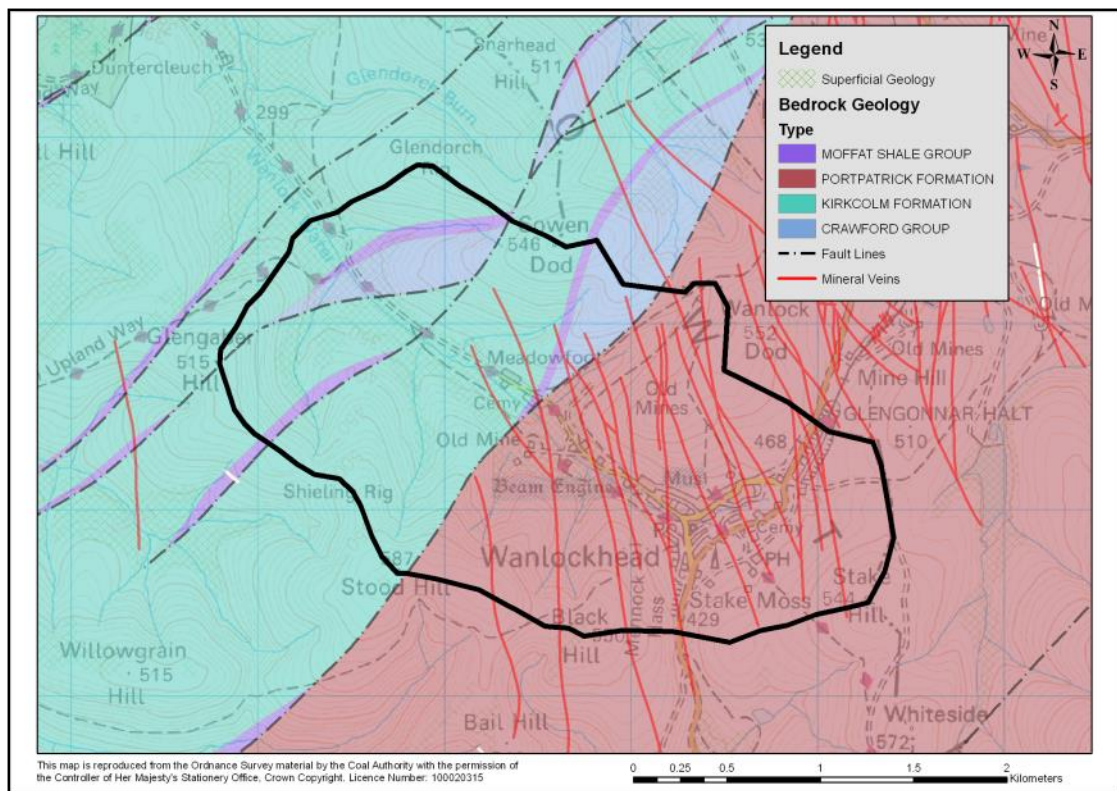 Duntercleuch
Snarhead
Hill
511
Legend
Superficial Geology
Bedrock Geology
Type
MOFFAT SHALE GROUP
PORTPATRICK FORMATION
KIRKCOLM FORMATION
CRAWFORD GROUP
Fault Lines
Mineral Veins
N
W
E
S
Way
299
Glendorch
Burn
Hill
Glendorch
Cowen
546
Dod
Upland Way
Glengaber
515
Hill
Wanlock
552
Dod
Old Mines
Mine Hill
Meadowfoot
Cemy
Old
Mines
GLENGONNAR HALT
468
510
Old Mine
Beam Engine
Mus
Shieling Rig
Cemy
Wanlockhead
PH
587
Stood Hill
Stake Moss
Stake
Hill
544
429
Black
Hill
Willowgrain
515
Hill
Bail Hill
Whiteside
572
This map is reproduced from the Ordnance Survey material by the Coal Authority with the permission of
the Controller of Her Majesty's Stationery Office, Crown Copyright. Licence Number: 100020315
0 0.25 0.5 1 1.5 2
Kilometers